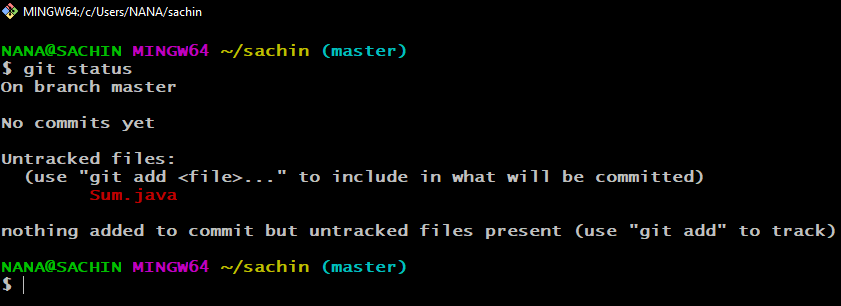 MINGW64:/c/Users/NANA/sachin
NANA@SACHIN MINGW64 ~/sachin (master)
$ git status
On branch master
No commits yet
Untracked files:
(use "git add <file>..." to include in what will be committed)
Sum.java
nothing added to commit but untracked files present (use "git add" to track)
NANA@SACHIN MINGW64 ~/sachin (master)
$